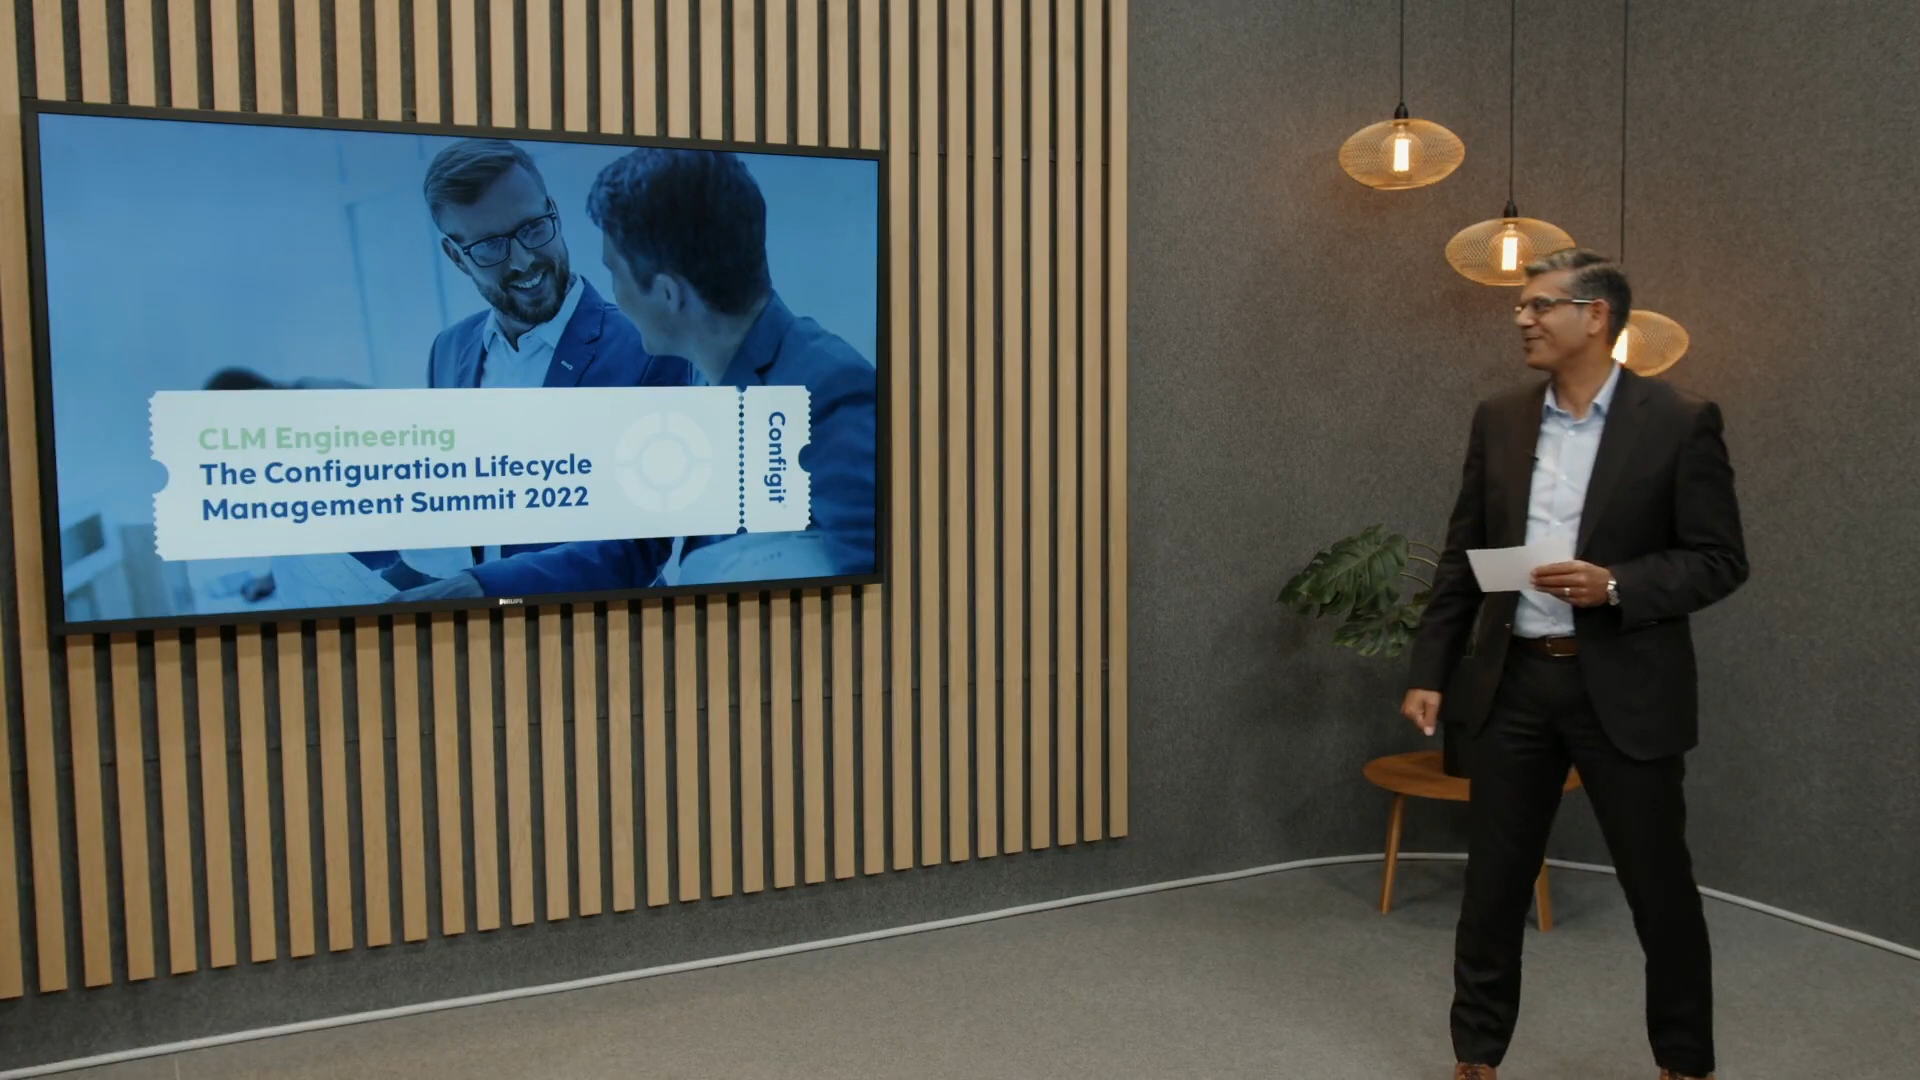 CLM Engineering
The Configuration Lifecycle
Management Summit 2022
Configit
PHILIPS